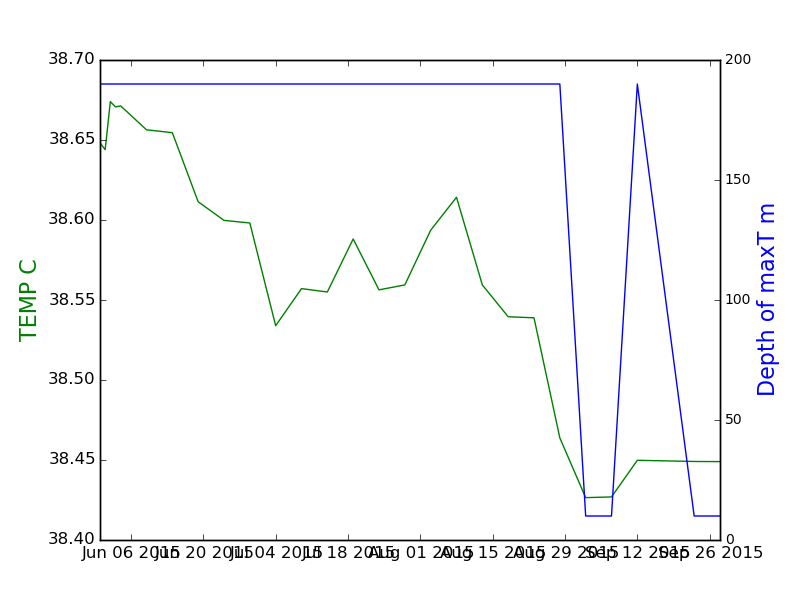 38.70
38.65
38.60
38.55
38.50
38.45
38.40
TEMP C
200
150
100
50
0
Depth of maxT m
Jun 06 2015
Jun 20 2015
Jul 04 2015
Jul 18 2015
Aug 01 2015
Aug 15 2015
Aug 29 2015
Sep 12 2015
Sep 26 2015